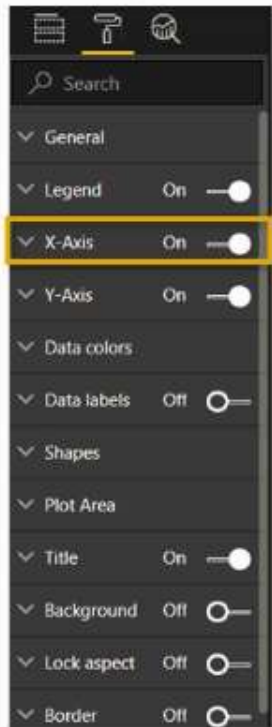 Search
General
Legend On
X-Axis On
Y-Axis On
Data colors
Data labels Off
Shapes
Plot Area
Title On
Background Off
Lock aspect Off
Border Off